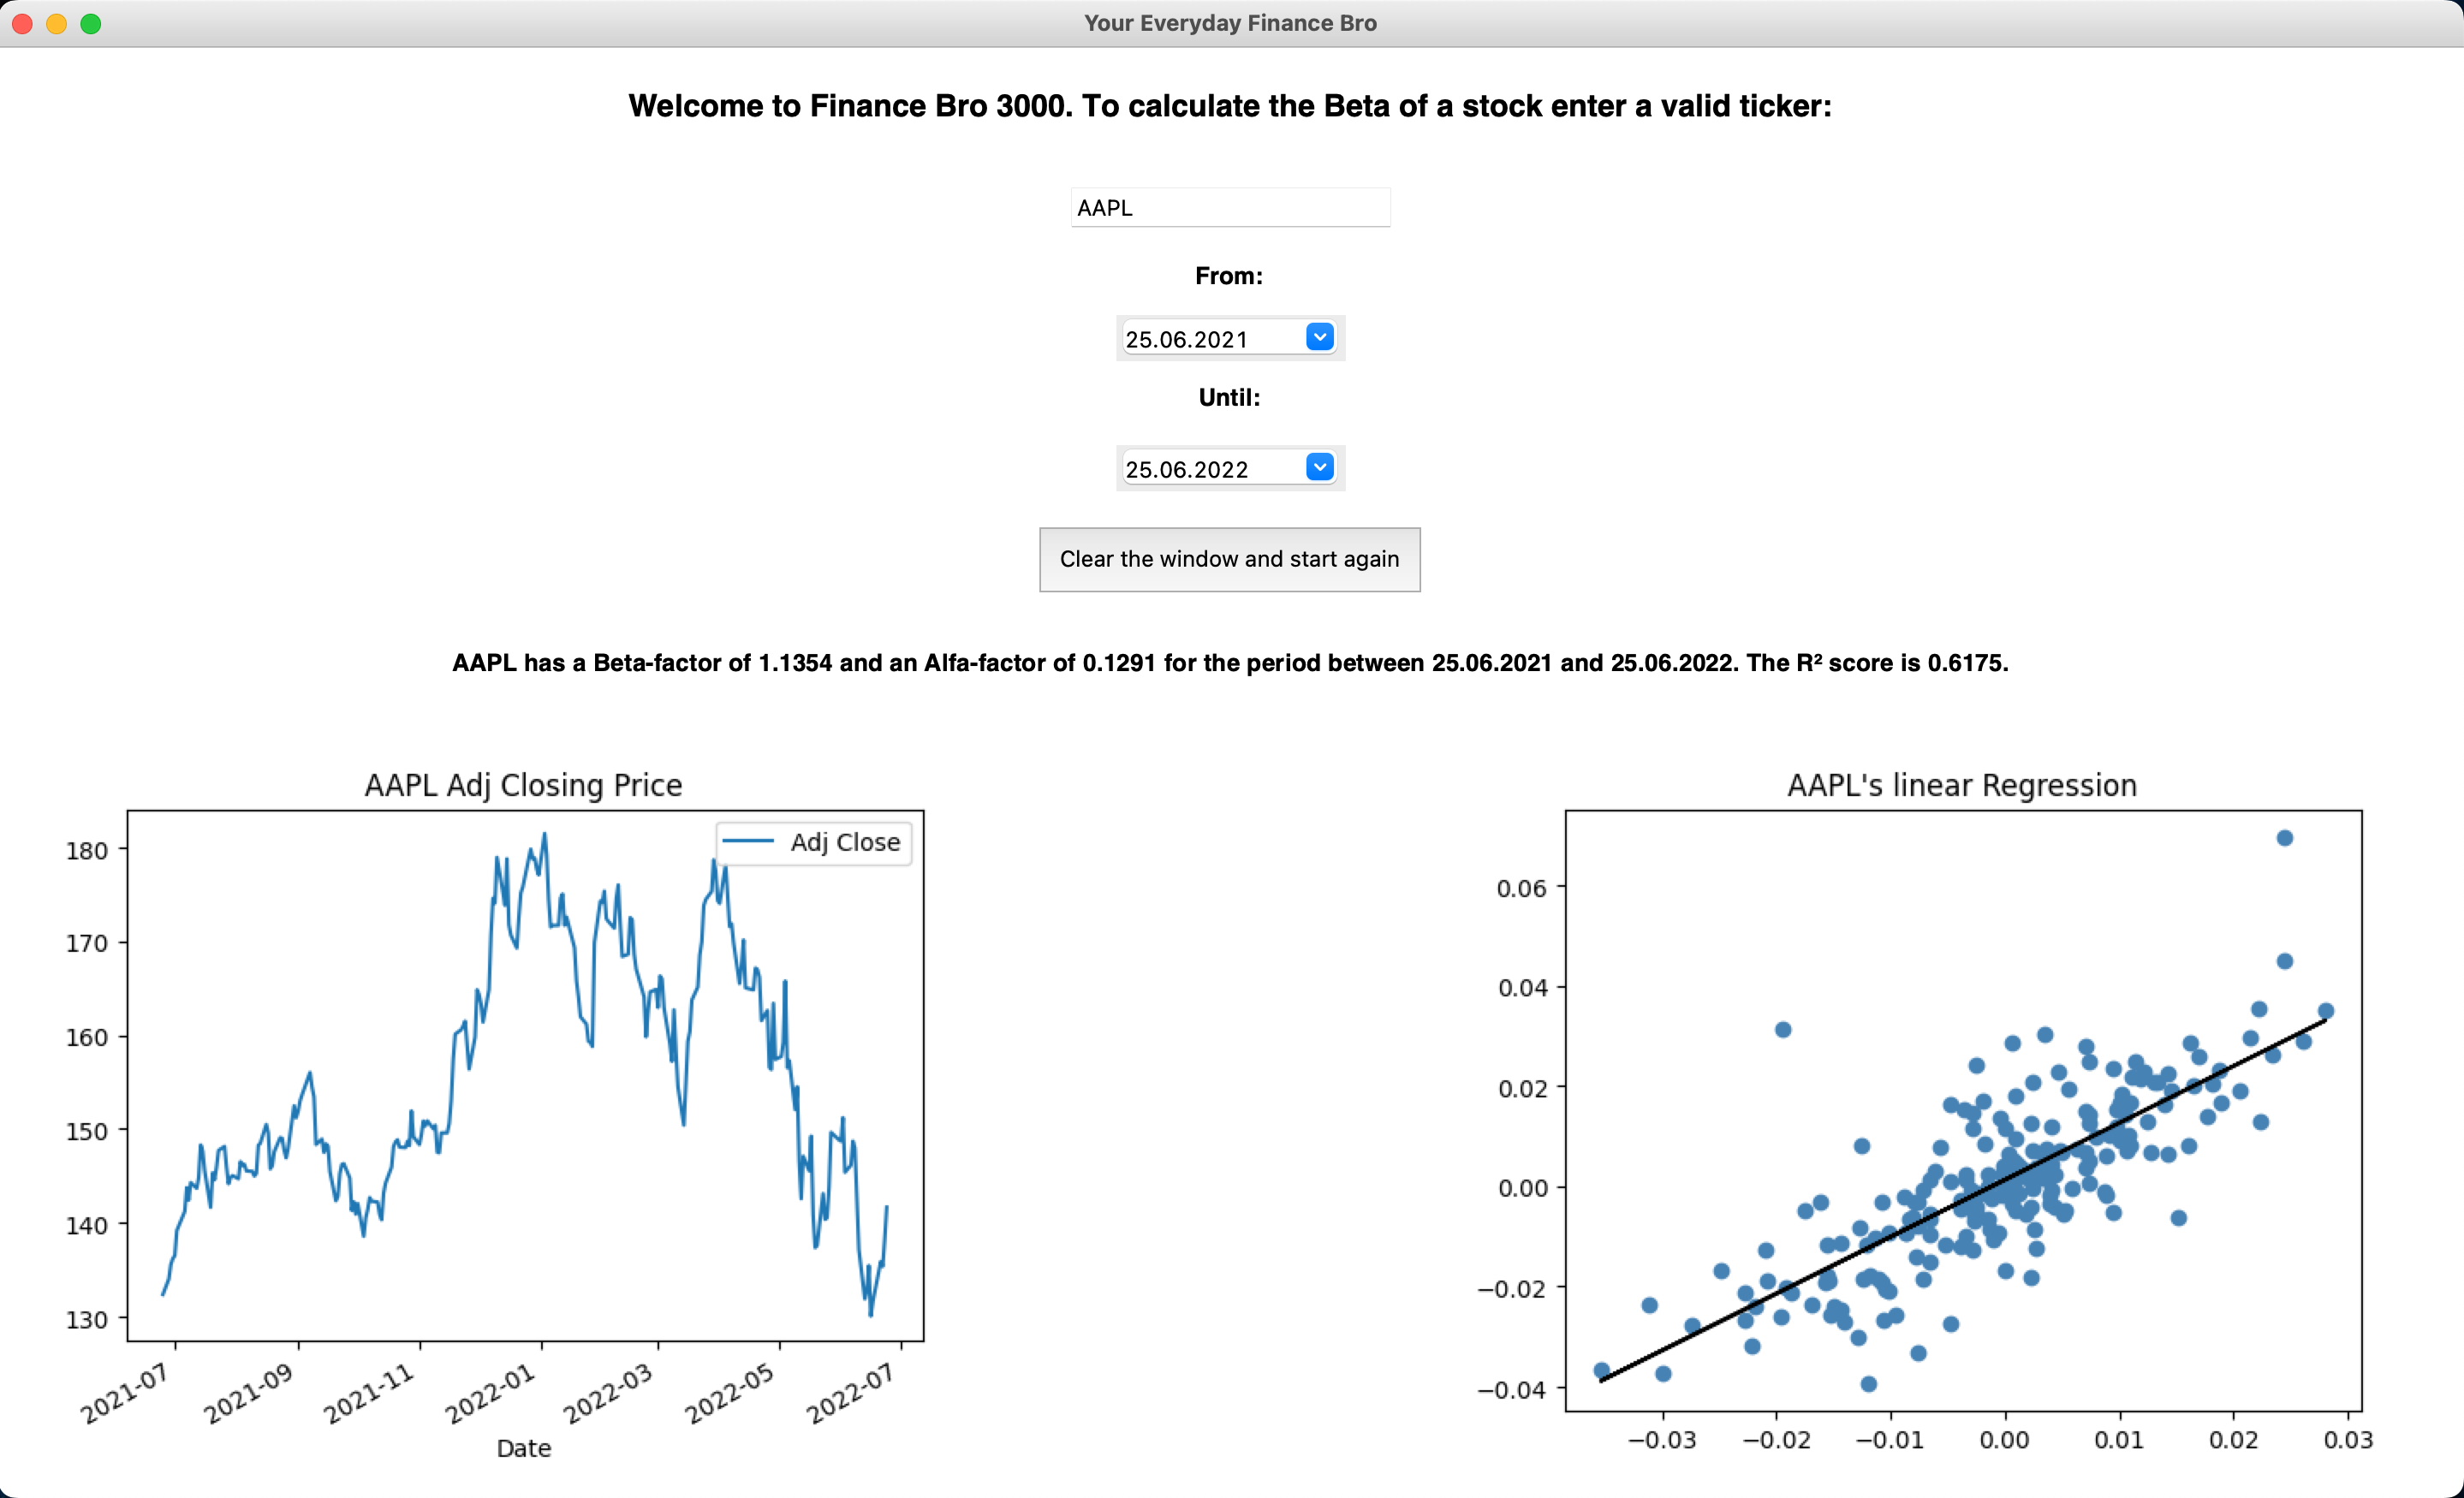 Your Everyday Finance Bro
Welcome to Finance Bro 3000. To calculate the Beta of a stock enter a valid ticker:
AAPL
From:
25.06.2021
Until:
25.06.2022
Clear the window and start again
AAPL has a Beta-factor of 1.1354 and an Alfa-factor of 0.1291 for the period between 25.06.2021 and 25.06.2022. The R² score is 0.6175.
AAPL Adj Closing Price
Adj Close
180
170
160
150
140
130
2021-07 2021-09 2021-11 2022-01 2022-03 2022-05 2022-07
Date
AAPL's linear Regression
0.06
0.04
0.02
0.00
−0.02
−0.04
−0.03 −0.02 −0.01 0.00 0.01 0.02 0.03